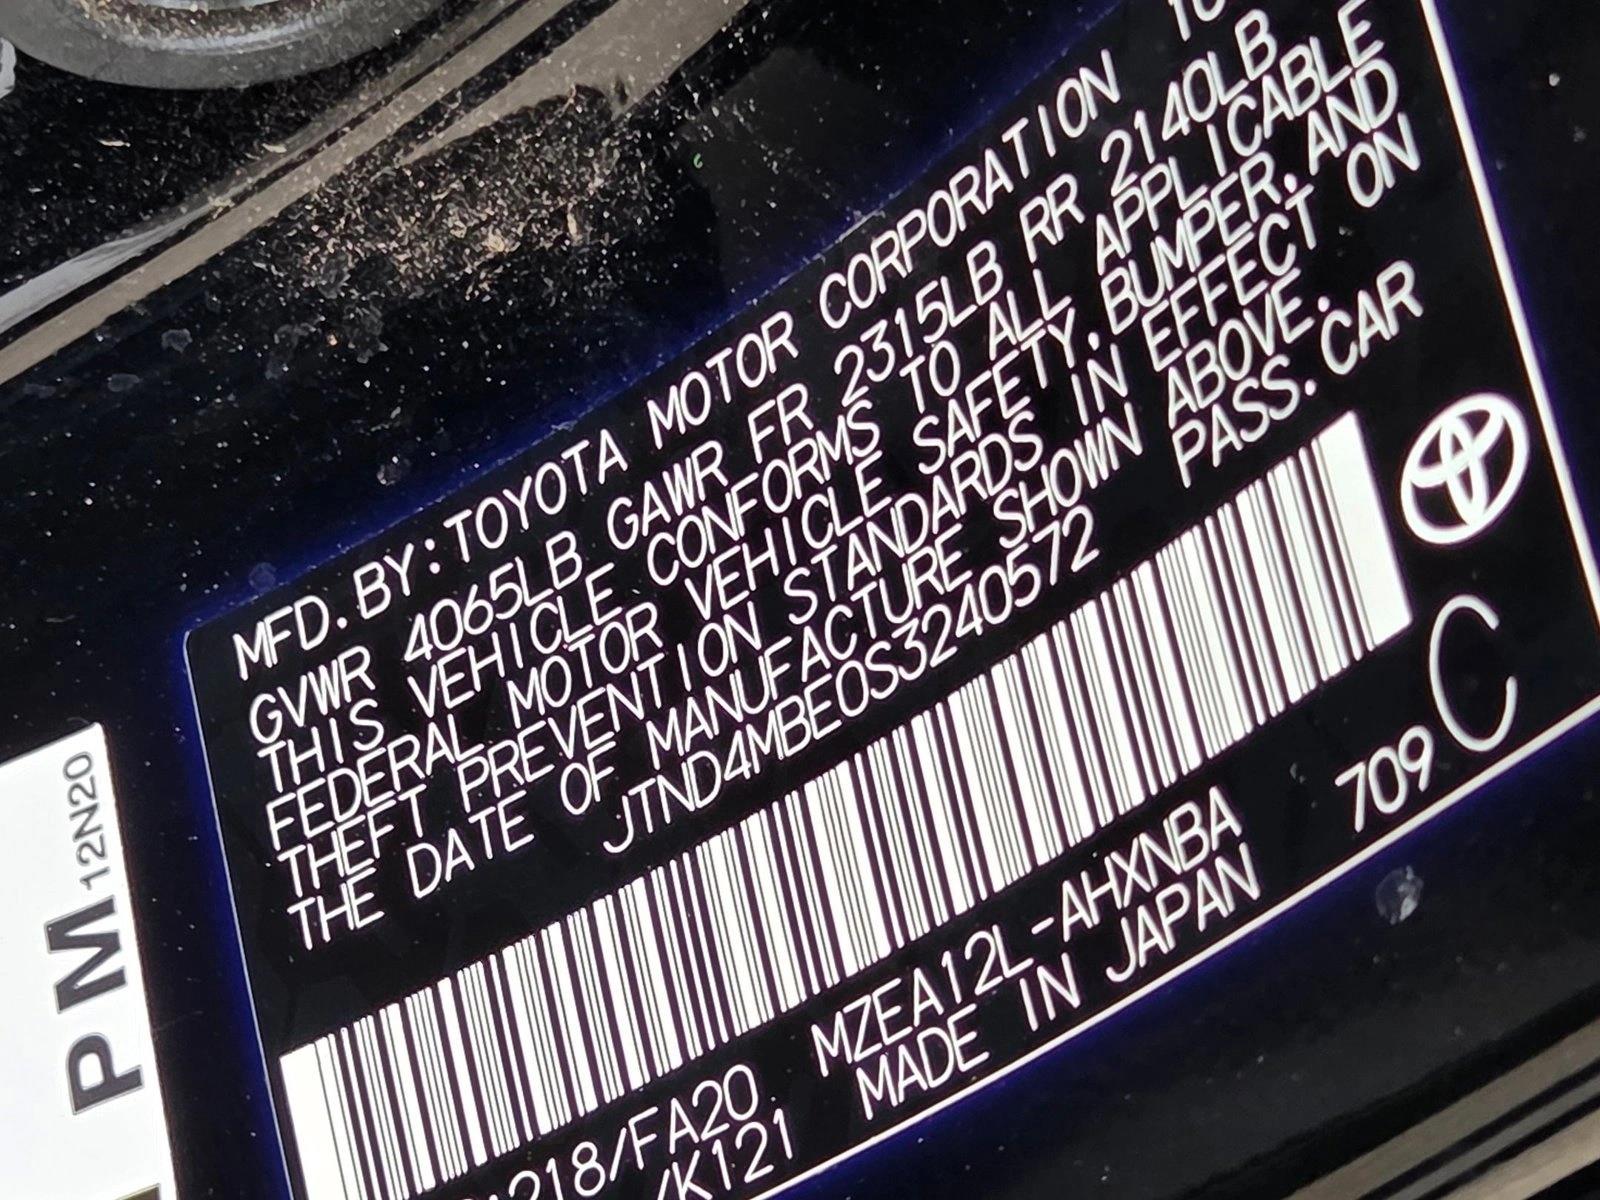 MFD.BY:TOYOTA MOTOR CORPORATION 10
GVWR 4065LB GAWR FR 2315LB RR 2140LB
THIS VEHICLE CONFORMS TO ALL APPLICABLE
FEDERAL MOTOR VEHICLE SAFETY, BUMPER, AND
THEFT PREVENTION STANDARDS IN EFFECT ON
THE DATE OF MANUFACTURE SHOWN ABOVE.
JTND4MBE0S3240572 PASS.CAR
218/FA20 MZEA12L-AHXNBA 709 C
/K121 MADE IN JAPAN
PM 12N20